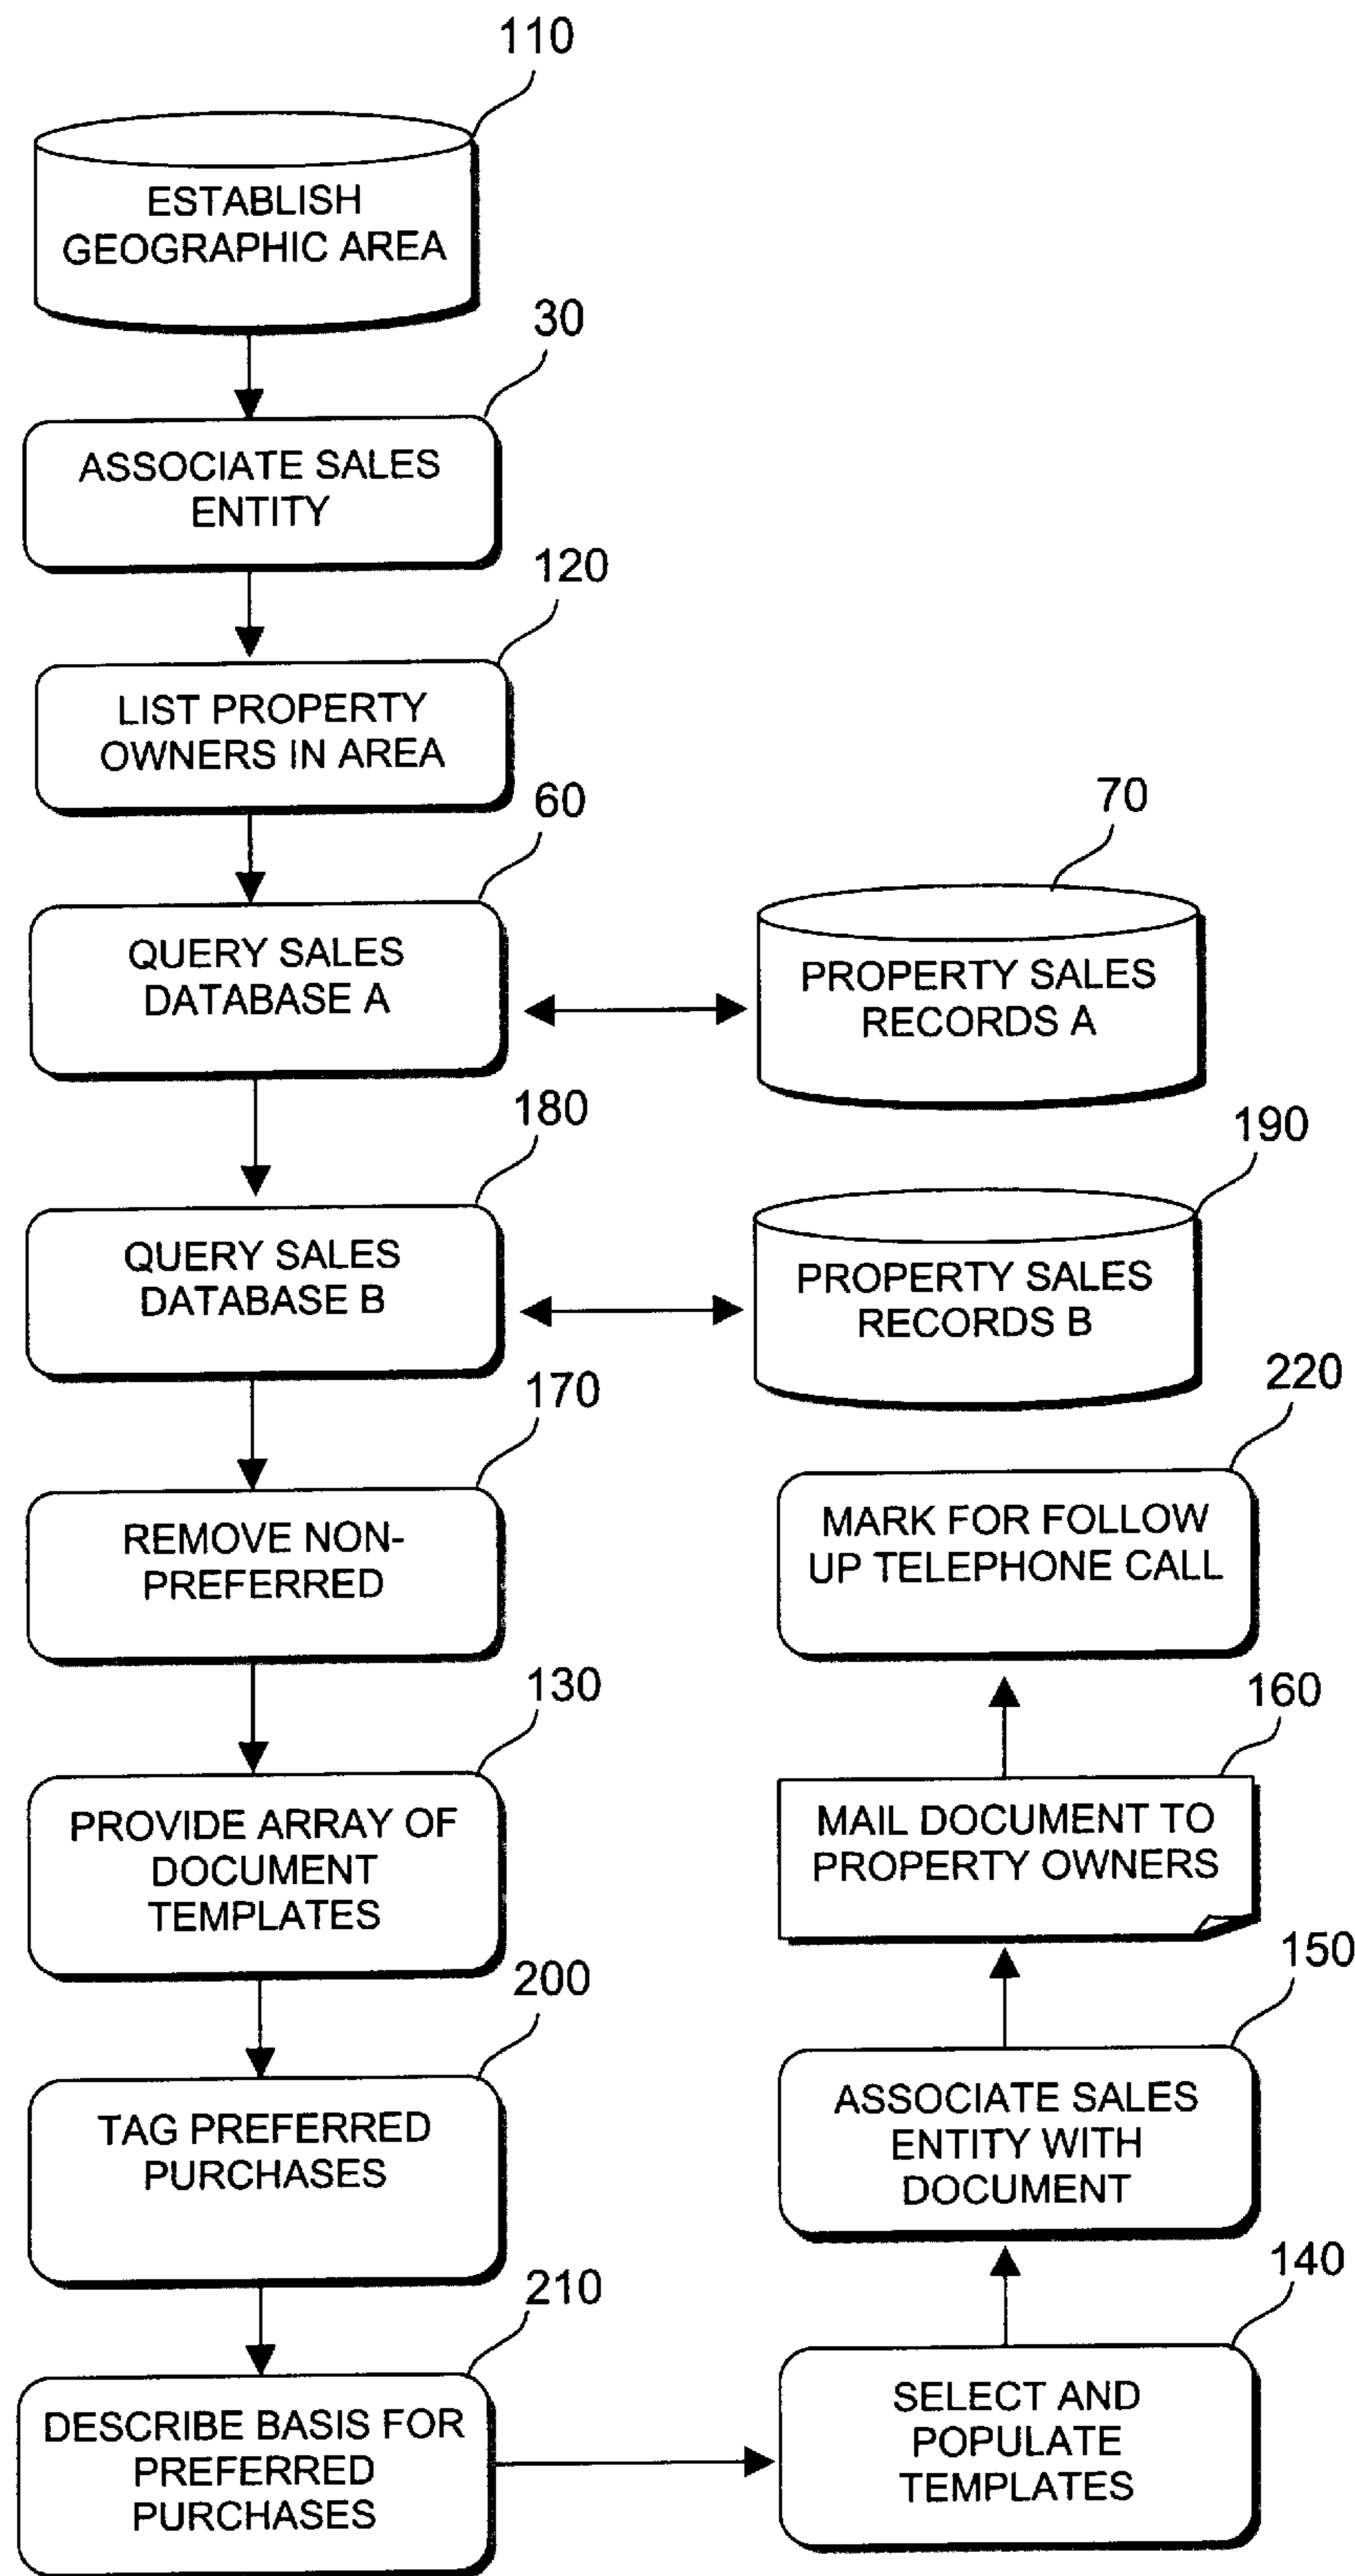 110
ESTABLISH
GEOGRAPHIC AREA
30
ASSOCIATE SALES
ENTITY
120
LIST PROPERTY
OWNERS IN AREA
60
QUERY SALES
DATABASE A
70
PROPERTY SALES
RECORDS A
180
QUERY SALES
DATABASE B
190
PROPERTY SALES
RECORDS B
170
REMOVE NON-
PREFERRED
130
PROVIDE ARRAY OF
DOCUMENT
TEMPLATES
200
TAG PREFERRED
PURCHASES
210
DESCRIBE BASIS FOR
PREFERRED
PURCHASES
140
SELECT AND
POPULATE
TEMPLATES
150
ASSOCIATE SALES
ENTITY WITH
DOCUMENT
160
MAIL DOCUMENT TO
PROPERTY OWNERS
220
MARK FOR FOLLOW
UP TELEPHONE CALL